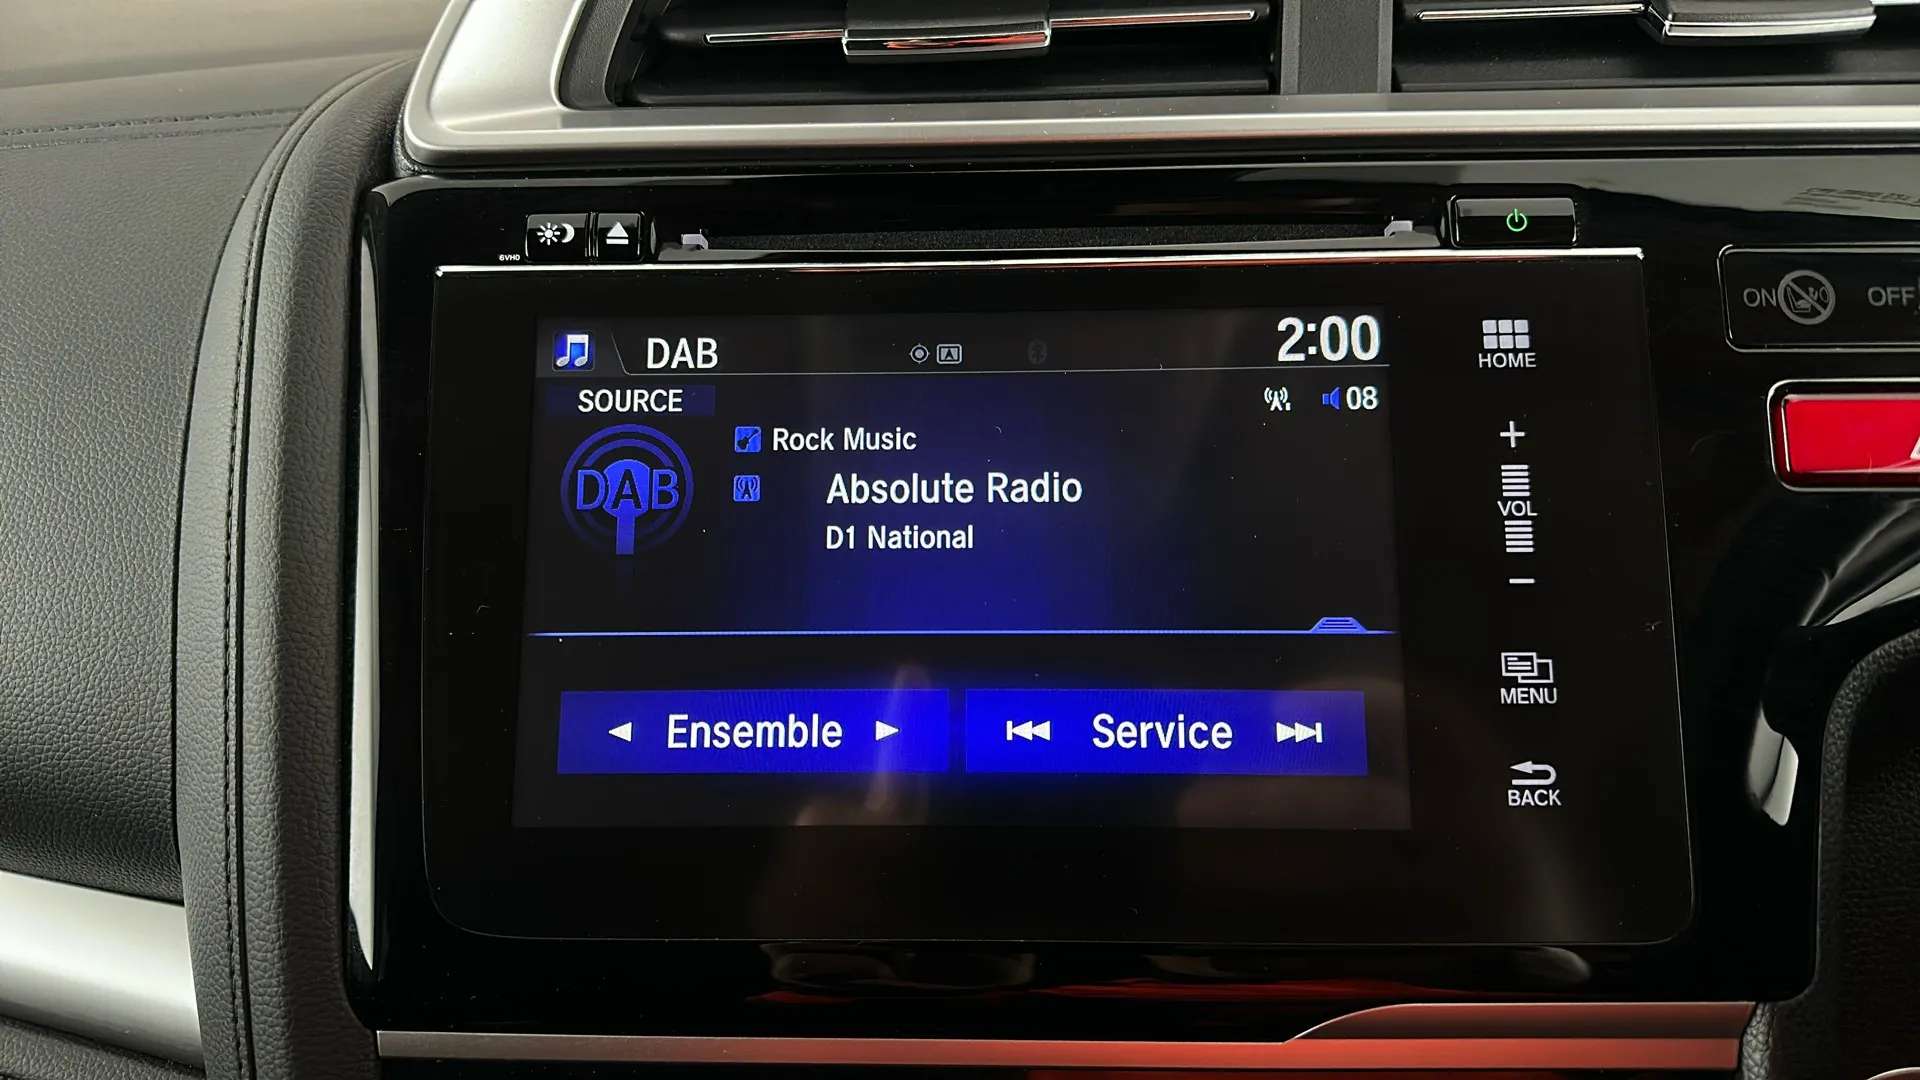 6VH0
ON OFF
DAB
2:00
HOME
SOURCE
08
Rock Music
DAB
Absolute Radio
D1 National
VOL
MENU
Ensemble
Service
BACK